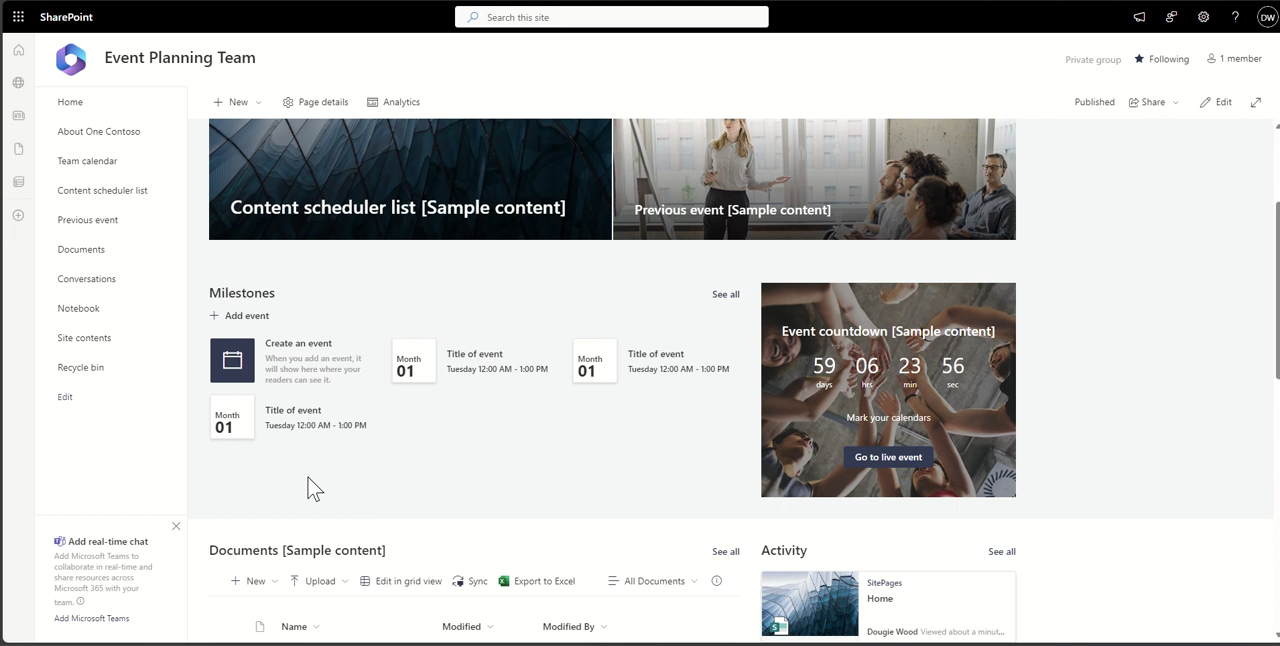 SharePoint
Search this site
DW
Event Planning Team
Private group
Following
1 member
Home
About One Contoso
Team calendar
Content scheduler list
Previous event
Documents
Conversations
Notebook
Site contents
Recycle bin
Edit
New
Page details
Analytics
Published
Share
Edit
Content scheduler list [Sample content]
Previous event [Sample content]
Milestones
See all
Add event
Create an event
When you add an event, it
will show here where your
readers can see it.
Month
01
Title of event
Tuesday 12:00 AM - 1:00 PM
Month
01
Title of event
Tuesday 12:00 AM - 1:00 PM
Month
01
Title of event
Tuesday 12:00 AM - 1:00 PM
Event countdown [Sample content]
59 06 23 56
days hrs min sec
Mark your calendars
Go to live event
Add real-time chat
Add Microsoft Teams to
collaborate in real-time and
share resources across
Microsoft 365 with your
team.
Add Microsoft Teams
Documents [Sample content]
See all
New
Upload
Edit in grid view
Sync
Export to Excel
All Documents
Name
Modified
Modified By
Activity
See all
SitePages
Home
Dougie Wood Viewed about a minut...